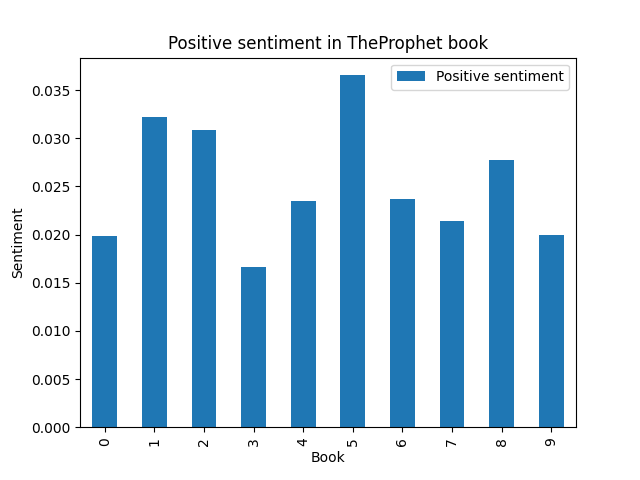 Positive sentiment in TheProphet book
Positive sentiment
0.035
0.030
0.025
0.020
0.015
0.010
0.005
0.000
Sentiment
0 1 2 3 4 5 6 7 8 9
Book